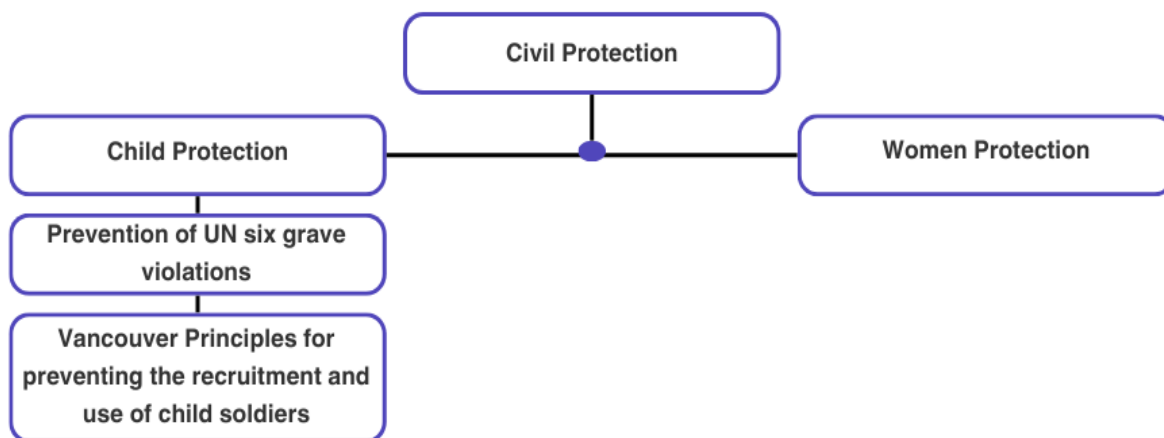 Civil Protection
Child Protection
Women Protection
Prevention of UN six grave
violations
Vancouver Principles for
preventing the recruitment and
use of child soldiers